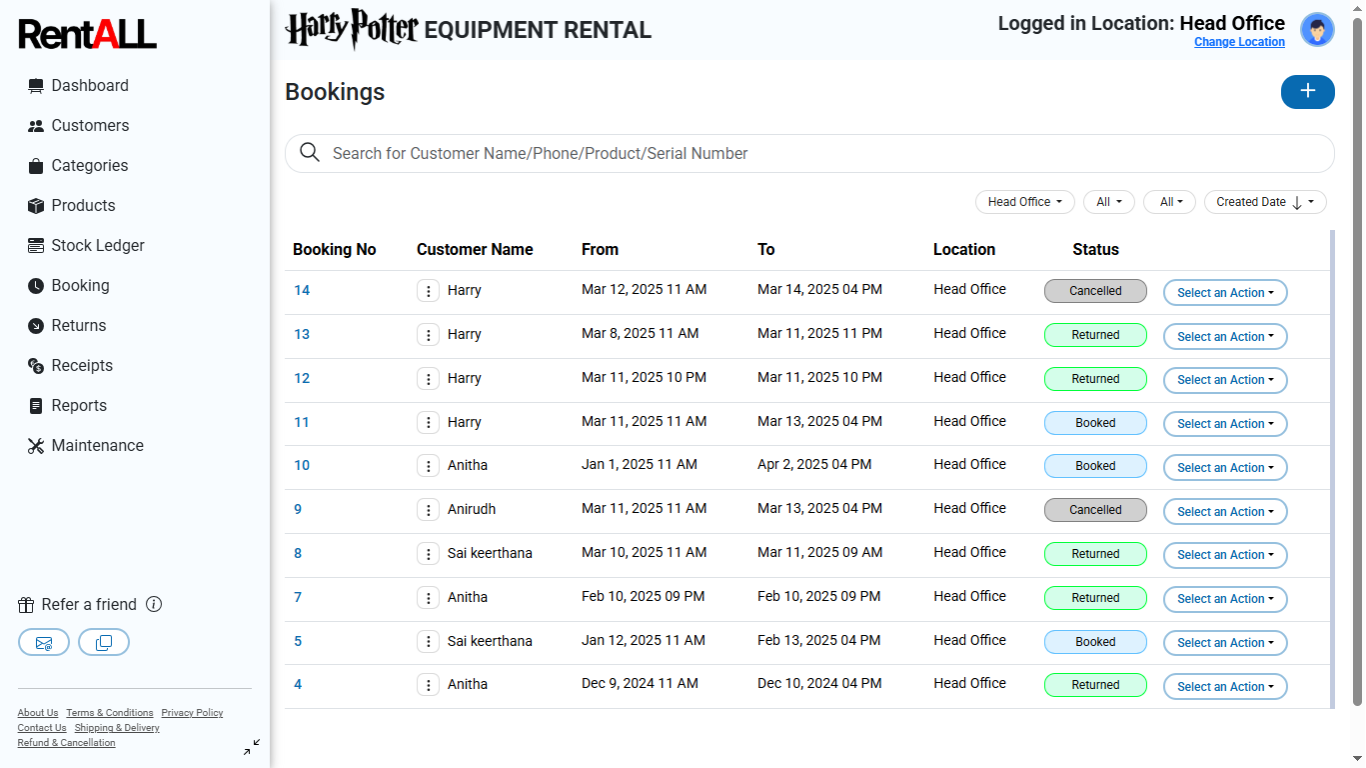 RentALL
Dashboard
Customers
Categories
Products
Stock Ledger
Booking
Returns
Receipts
Reports
Maintenance
Refer a friend
About Us Terms & Conditions Privacy Policy
Contact Us Shipping & Delivery
Refund & Cancellation
Harry Potter EQUIPMENT RENTAL
Logged in Location: Head Office
Change Location
Bookings
Search for Customer Name/Phone/Product/Serial Number
Head Office All All Created Date
Booking No Customer Name From To Location Status
14 Harry Mar 12, 2025 11 AM Mar 14, 2025 04 PM Head Office Cancelled Select an Action
13 Harry Mar 8, 2025 11 AM Mar 11, 2025 11 PM Head Office Returned Select an Action
12 Harry Mar 11, 2025 10 PM Mar 11, 2025 10 PM Head Office Returned Select an Action
11 Harry Mar 11, 2025 11 AM Mar 13, 2025 04 PM Head Office Booked Select an Action
10 Anitha Jan 1, 2025 11 AM Apr 2, 2025 04 PM Head Office Booked Select an Action
9 Anirudh Mar 11, 2025 11 AM Mar 13, 2025 04 PM Head Office Cancelled Select an Action
8 Sai keerthana Mar 10, 2025 11 AM Mar 11, 2025 09 AM Head Office Returned Select an Action
7 Anitha Feb 10, 2025 09 PM Feb 10, 2025 09 PM Head Office Returned Select an Action
5 Sai keerthana Jan 12, 2025 11 AM Feb 13, 2025 04 PM Head Office Booked Select an Action
4 Anitha Dec 9, 2024 11 AM Dec 10, 2024 04 PM Head Office Returned Select an Action